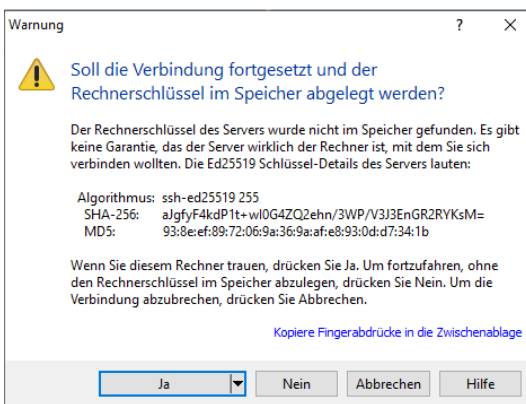 Warnung ?
Soll die Verbindung fortgesetzt und der
Rechnerschlüssel im Speicher abgelegt werden?
Der Rechnerschlüssel des Servers wurde nicht im Speicher gefunden. Es gibt
keine Garantie, das der Server wirklich der Rechner ist, mit dem Sie sich
verbinden wollten. Die Ed25519 Schlüssel-Details des Servers lauten:
Algorithmus: ssh-ed25519 255
SHA-256: aJgfyF4kdP1t+wI0G4ZQ2ehn/3WP/V3J3EnGR2RYKsM=
MD5: 93:8e:ef:89:72:06:9a:36:9a:af:e8:93:0d:d7:34:1b
Wenn Sie diesem Rechner trauen, drücken Sie Ja. Um fortzufahren, ohne
den Rechnerschlüssel im Speicher abzulegen, drücken Sie Nein. Um die
Verbindung abzubrechen, drücken Sie Abbrechen.
Kopiere Fingerabdrücke in die Zwischenablage
Ja Nein Abbrechen Hilfe